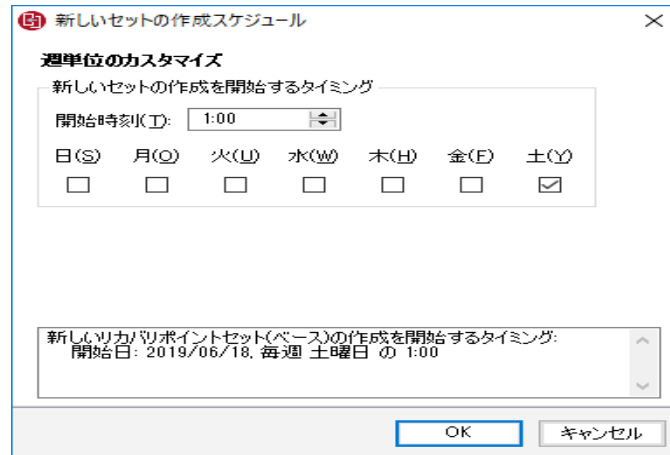 新しいセットの作成スケジュール
週単位のカスタマイズ
新しいセットの作成を開始するタイミング
開始時刻(T): 1:00
日(S) 月(O) 火(U) 水(W) 木(H) 金(F) 土(Y)
新しいリカバリポイントセット(ベース)の作成を開始するタイミング:
開始日: 2019/06/18, 毎週 土曜日 の 1:00
OK キャンセル